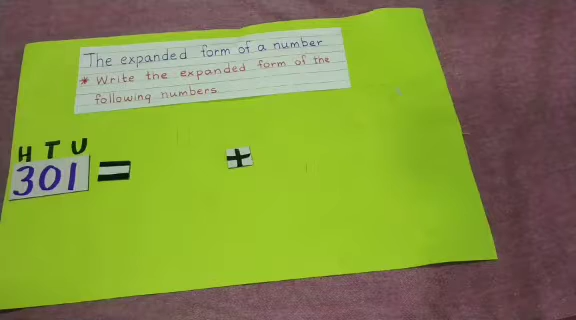 The expanded form of a number
* Write the expanded form of the
following numbers
H T U
301 = +